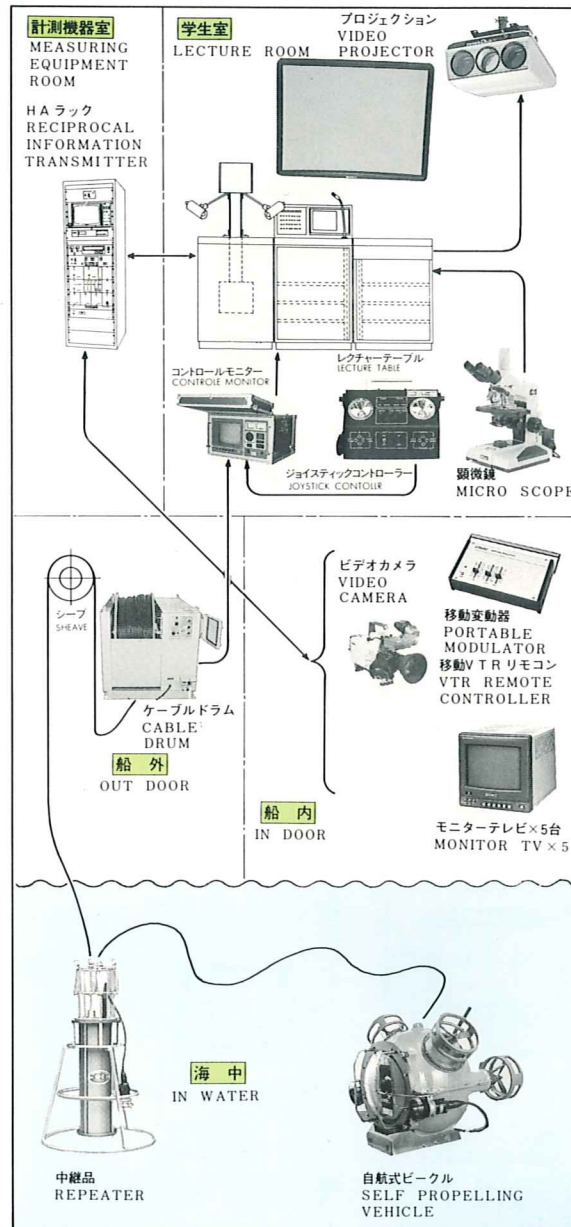 計測機器室
MEASURING
EQUIPMENT
ROOM
HAラック
RECIPROCAL
INFORMATION
TRANSMITTER
学生室
LECTURE ROOM
プロジェクション
VIDEO
PROJECTOR
コントロールモニター
CONTROLE MONITOR
レクチャーテーブル
LECTURE TABLE
ジョイスティックコントローラー
JOYSTICK CONTOLLR
顕微鏡
MICRO SCOPE
シーブ
SHEAVE
ケーブルドラム
CABLE
DRUM
船外
OUT DOOR
ビデオカメラ
VIDEO
CAMERA
移動変動器
PORTABLE
MODULATOR
移動VTRリモコン
VTR REMOTE
CONTROLLER
船内
IN DOOR
モニターテレビ×5台
MONITOR TV×5
海中
IN WATER
中継品
REPEATER
自航式ビークル
SELF PROPELLING
VEHICLE